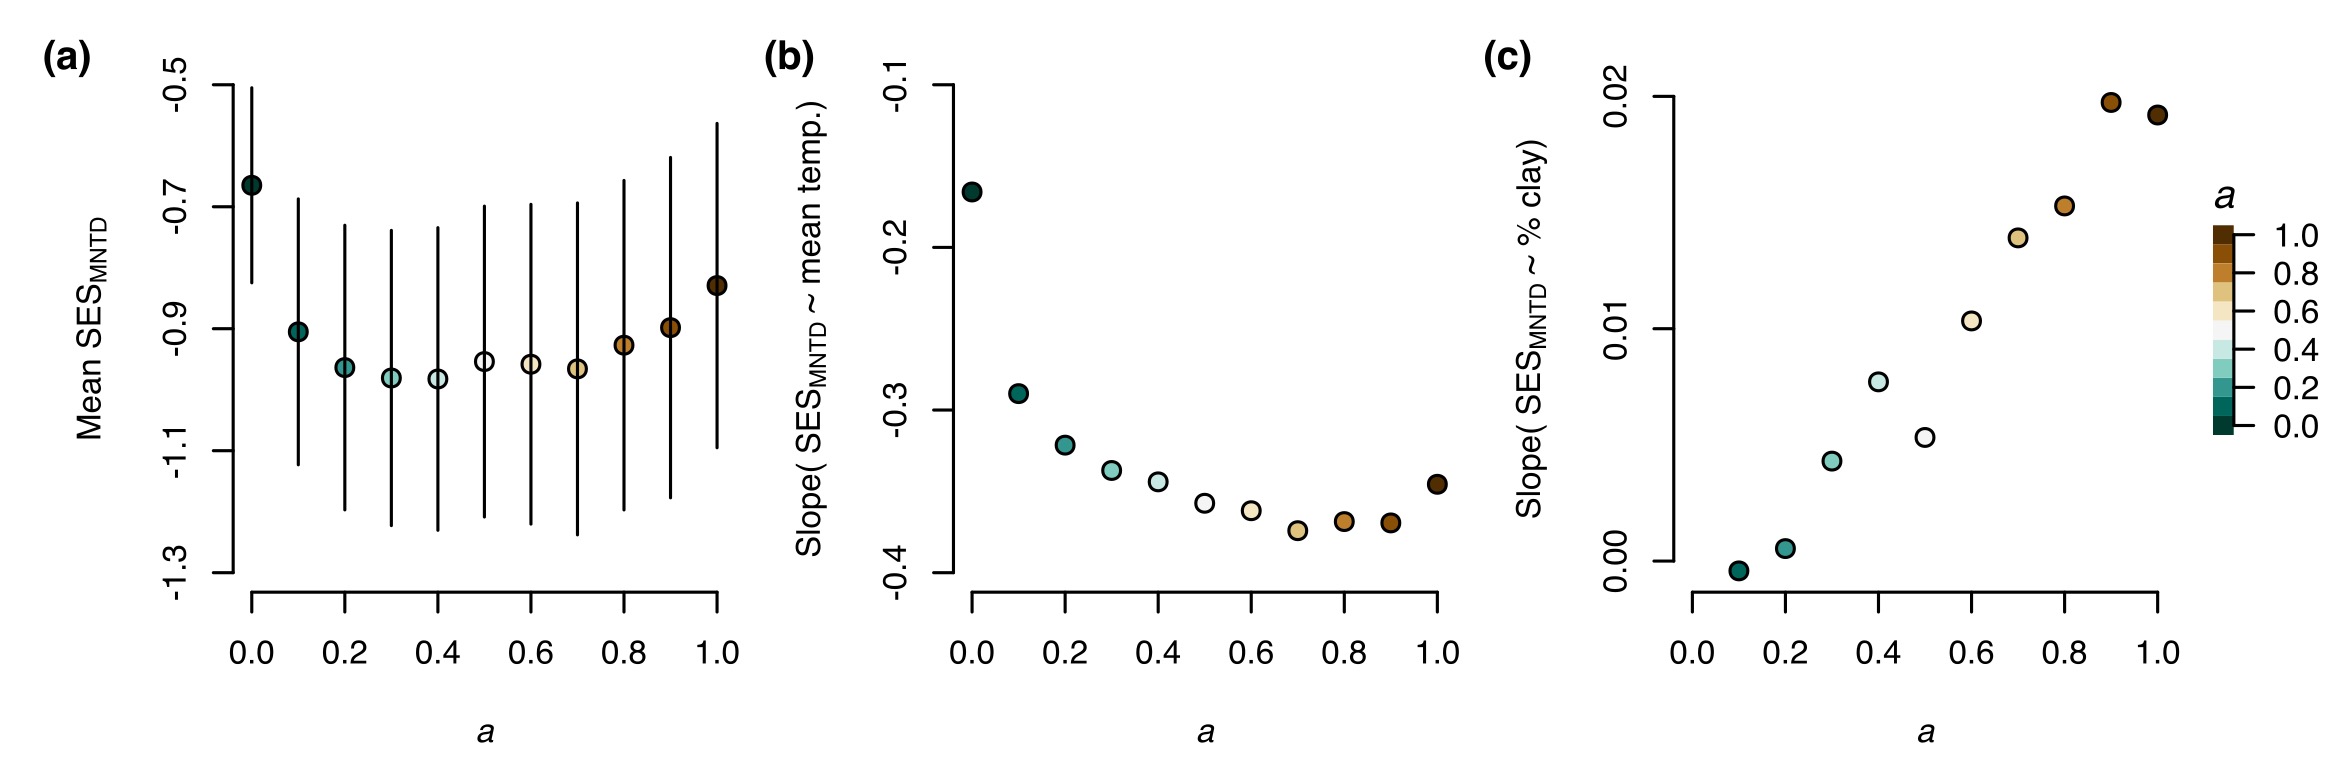 (a)
Mean SESMNTD
-0.5
-0.7
-0.9
-1.1
-1.3
0.0 0.2 0.4 0.6 0.8 1.0
a
(b)
Slope( SESMNTD ~ mean temp.)
-0.1
-0.2
-0.3
-0.4
0.0 0.2 0.4 0.6 0.8 1.0
a
(c)
Slope( SESMNTD ~ % clay)
0.02
0.01
0.00
0.0 0.2 0.4 0.6 0.8 1.0
a
a
1.0
0.8
0.6
0.4
0.2
0.0